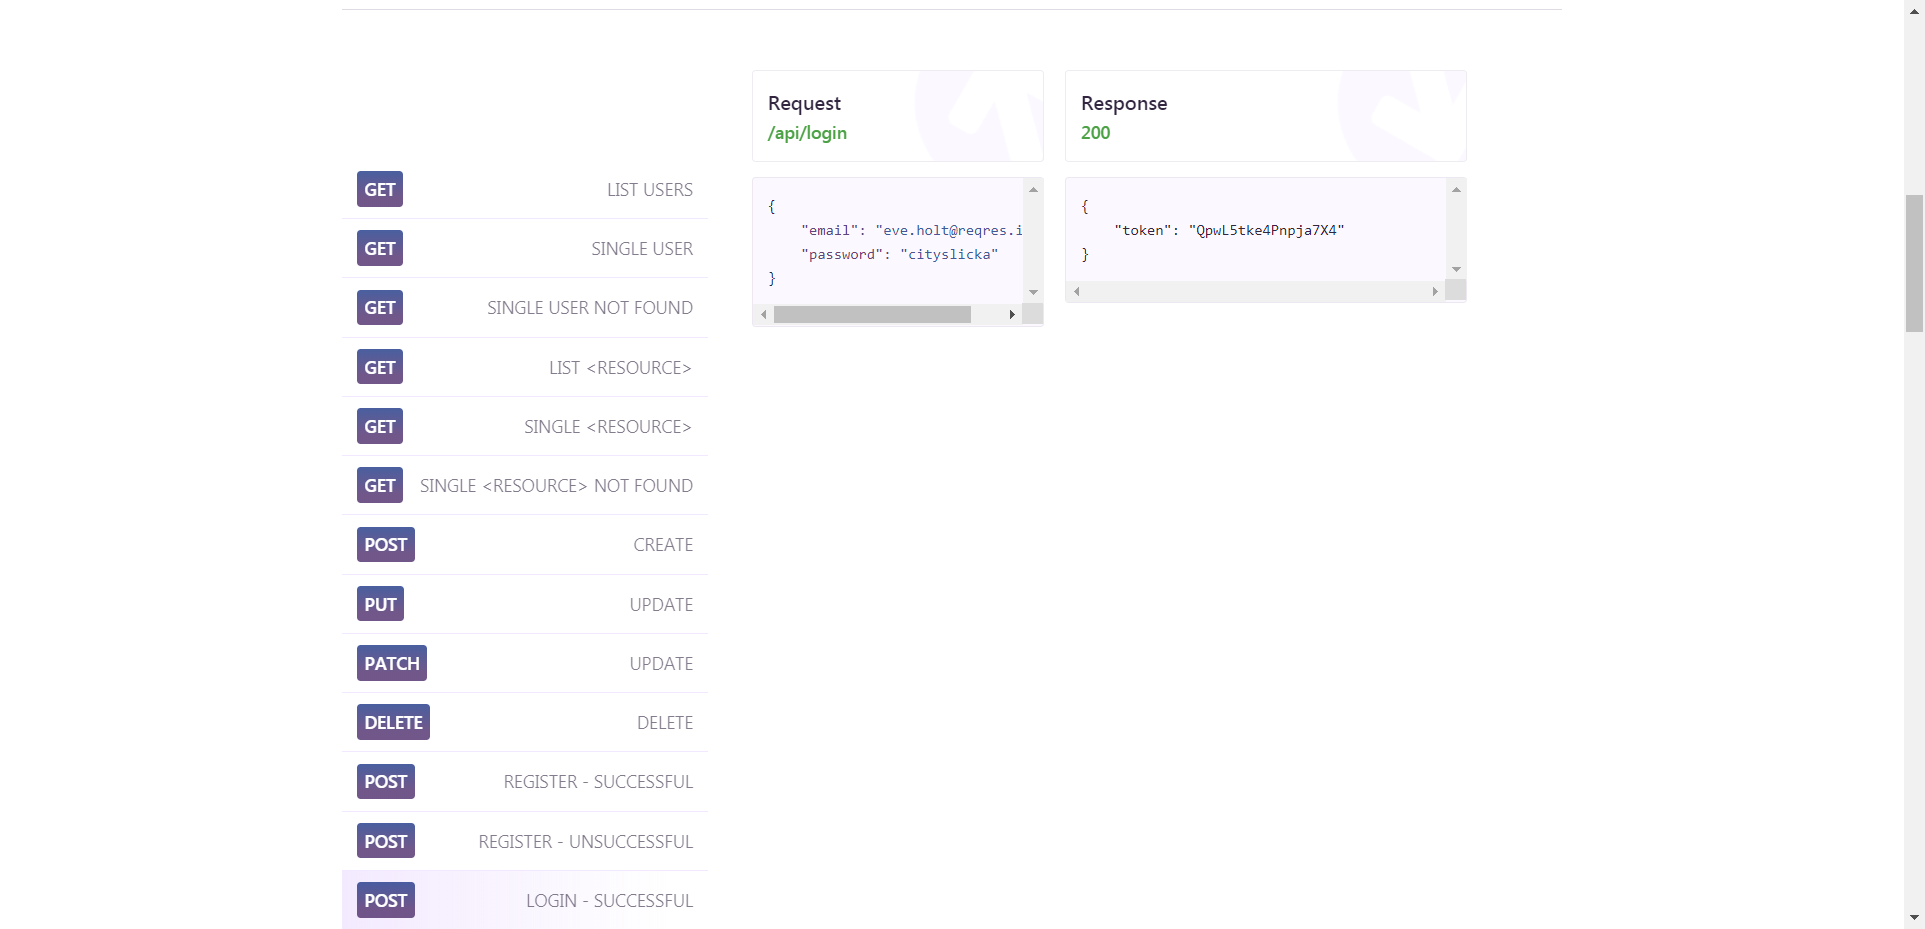 Request
/api/login
Response
200
{
"email": "eve.holt@reqres.i
"password": "cityslicka"
}
{
"token": "QpwL5tke4Pnpja7X4"
}
GET LIST USERS
GET SINGLE USER
GET SINGLE USER NOT FOUND
GET LIST <RESOURCE>
GET SINGLE <RESOURCE>
GET SINGLE <RESOURCE> NOT FOUND
POST CREATE
PUT UPDATE
PATCH UPDATE
DELETE DELETE
POST REGISTER - SUCCESSFUL
POST REGISTER - UNSUCCESSFUL
POST LOGIN - SUCCESSFUL